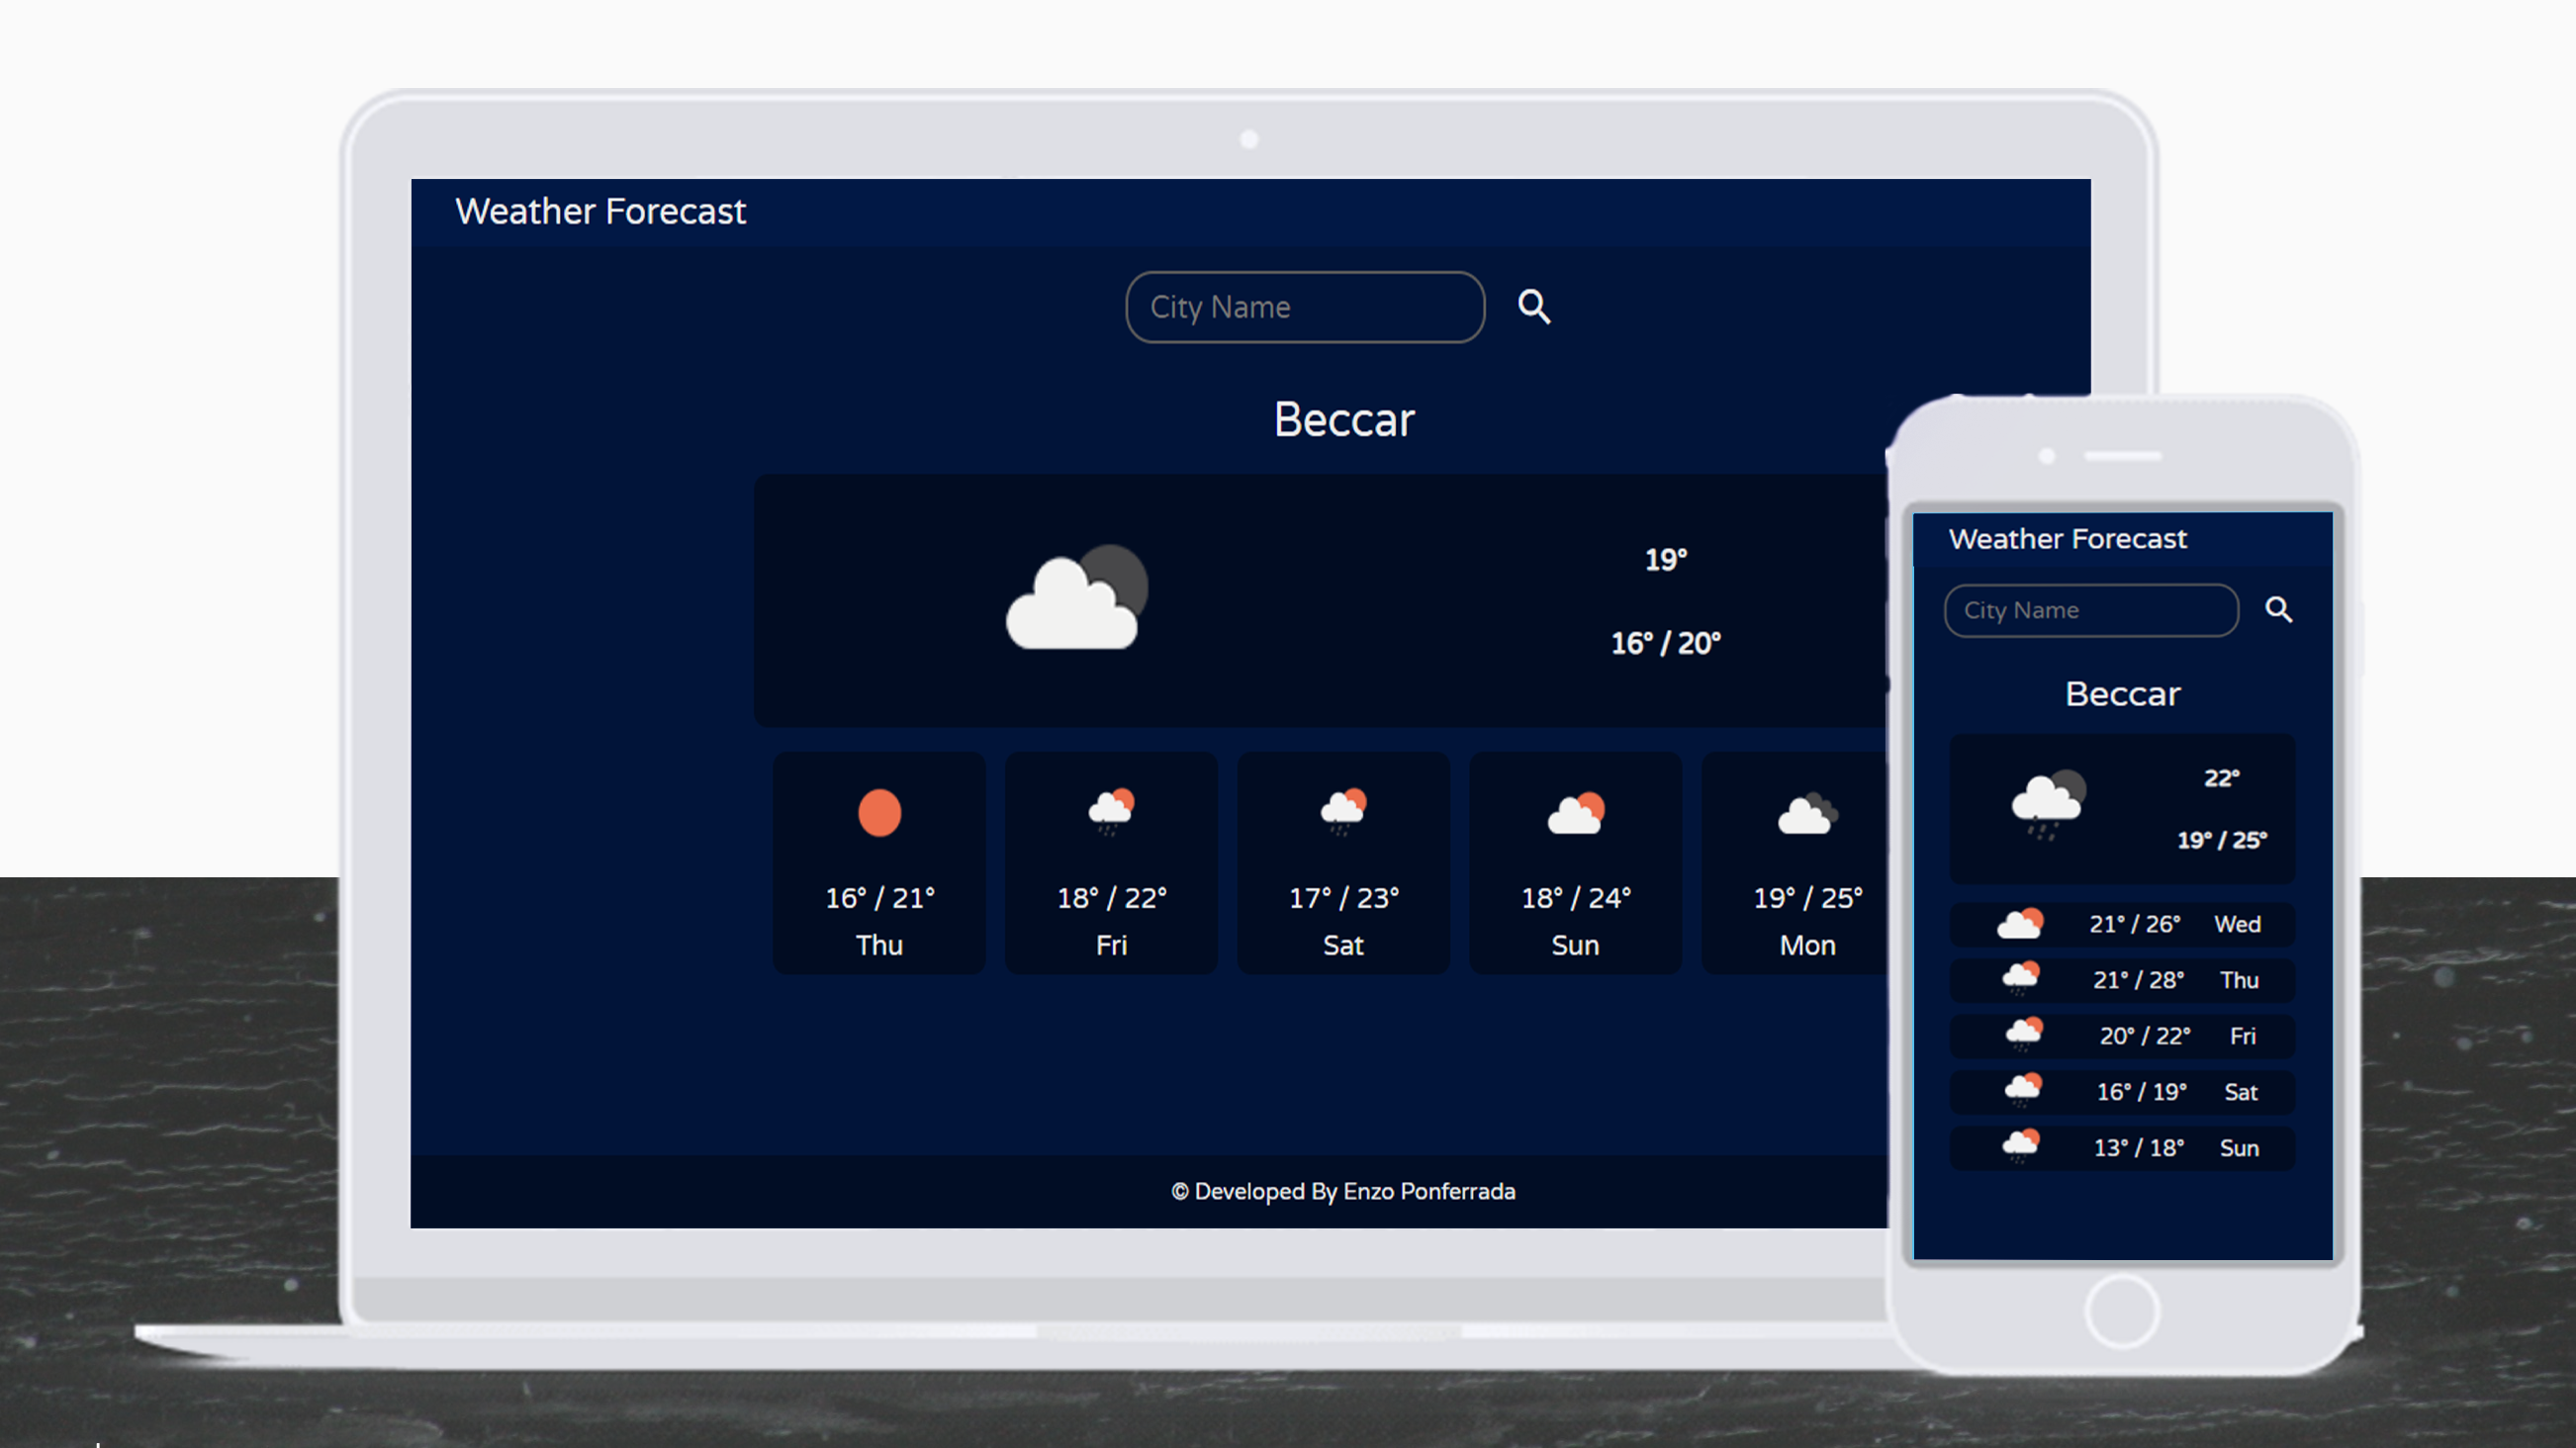 Weather Forecast
City Name
Beccar
19°
16° / 20°
16° / 21°
Thu
18° / 22°
Fri
17° / 23°
Sat
18° / 24°
Sun
19° / 25°
Mon
© Developed By Enzo Ponferrada
Weather Forecast
City Name
Beccar
22°
19° / 25°
21° / 26° Wed
21° / 28° Thu
20° / 22° Fri
16° / 19° Sat
13° / 18° Sun